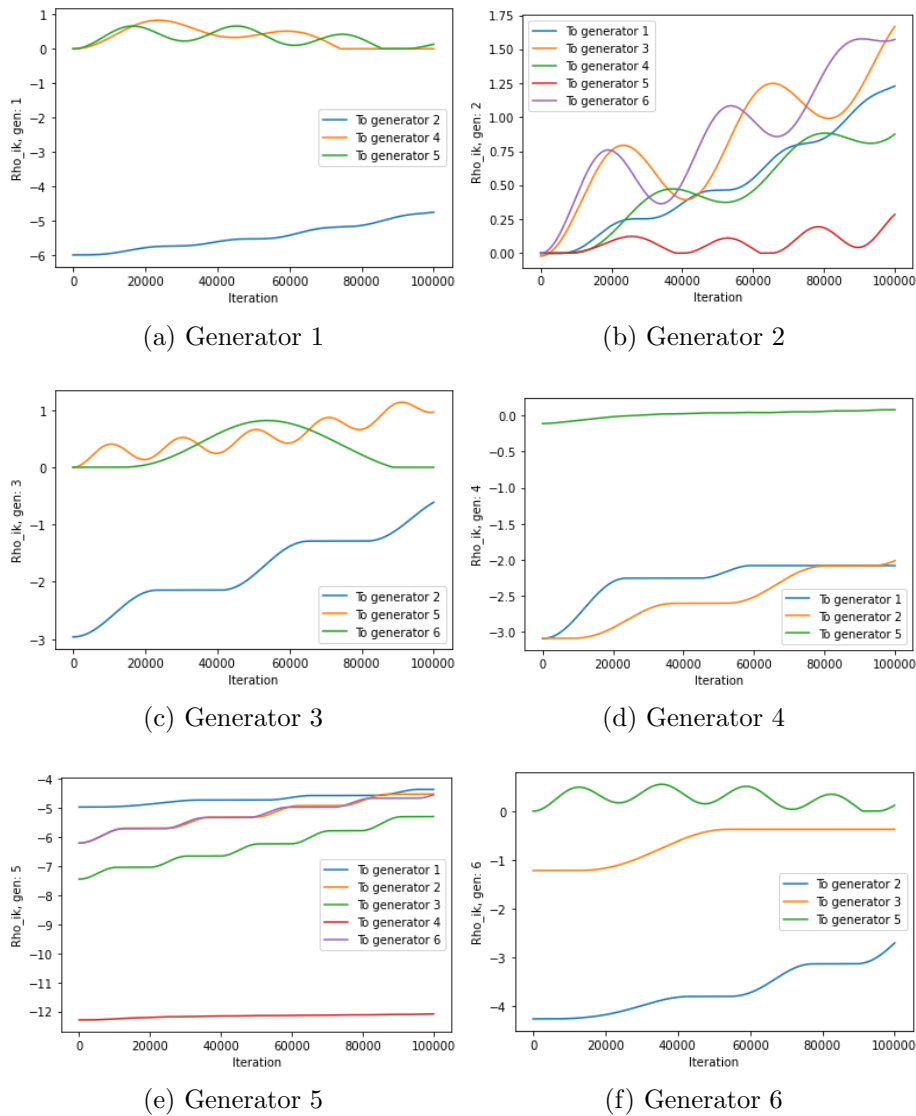 1
0
−1
−2
−3
−4
−5
−6
Rho_ik, gen: 1
To generator 2
To generator 4
To generator 5
0 20000 40000 60000 80000 100000
Iteration
(a) Generator 1
1.75
1.50
1.25
1.00
0.75
0.50
0.25
0.00
Rho_ik, gen: 2
To generator 1
To generator 3
To generator 4
To generator 5
To generator 6
0 20000 40000 60000 80000 100000
Iteration
(b) Generator 2
1
0
−1
−2
−3
Rho_ik, gen: 3
To generator 2
To generator 5
To generator 6
0 20000 40000 60000 80000 100000
Iteration
(c) Generator 3
0.0
−0.5
−1.0
−1.5
−2.0
−2.5
−3.0
Rho_ik, gen: 4
To generator 1
To generator 2
To generator 5
0 20000 40000 60000 80000 100000
Iteration
(d) Generator 4
−4
−5
−6
−7
−8
−9
−10
−11
−12
Rho_ik, gen: 5
To generator 1
To generator 2
To generator 3
To generator 4
To generator 6
0 20000 40000 60000 80000 100000
Iteration
(e) Generator 5
0
−1
−2
−3
−4
Rho_ik, gen: 6
To generator 2
To generator 3
To generator 5
0 20000 40000 60000 80000 100000
Iteration
(f) Generator 6